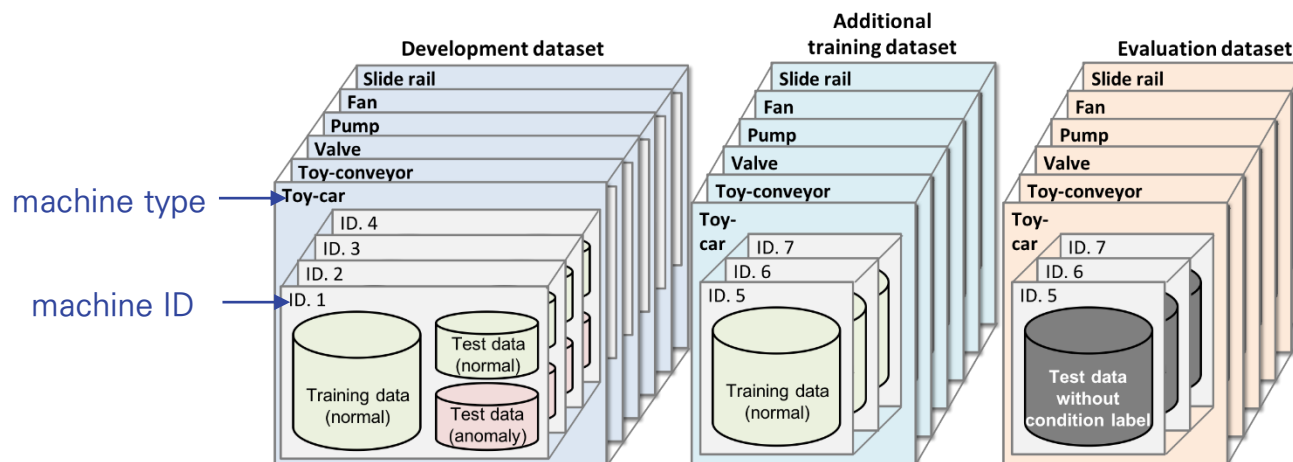 Development dataset
Slide rail
Fan
Pump
Valve
Toy-conveyor
Toy-car
machine type
ID. 4
ID. 3
ID. 2
ID. 1
machine ID
Training data
(normal)
Test data
(normal)
Test data
(anomaly)
Additional
training dataset
Slide rail
Fan
Pump
Valve
Toy-conveyor
Toy-
car
ID. 7
ID. 6
ID. 5
Training data
(normal)
Evaluation dataset
Slide rail
Fan
Pump
Valve
Toy-conveyor
Toy-
car
ID. 7
ID. 6
ID. 5
Test data
without
condition label